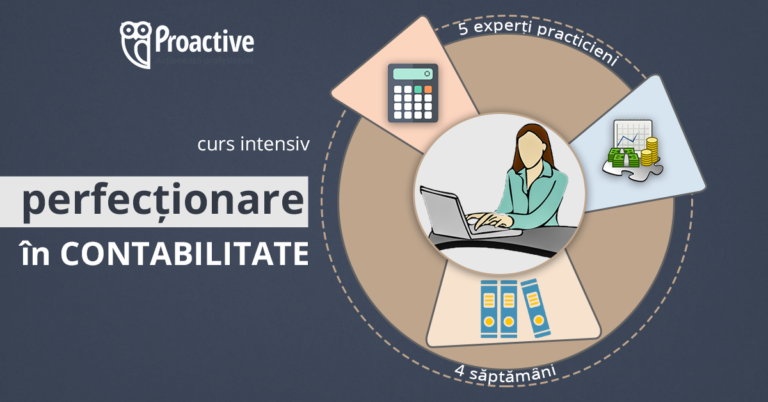 Proactive
5 experți practicieni
curs intensiv
perfecționare
în CONTABILITATE
4 săptămâni